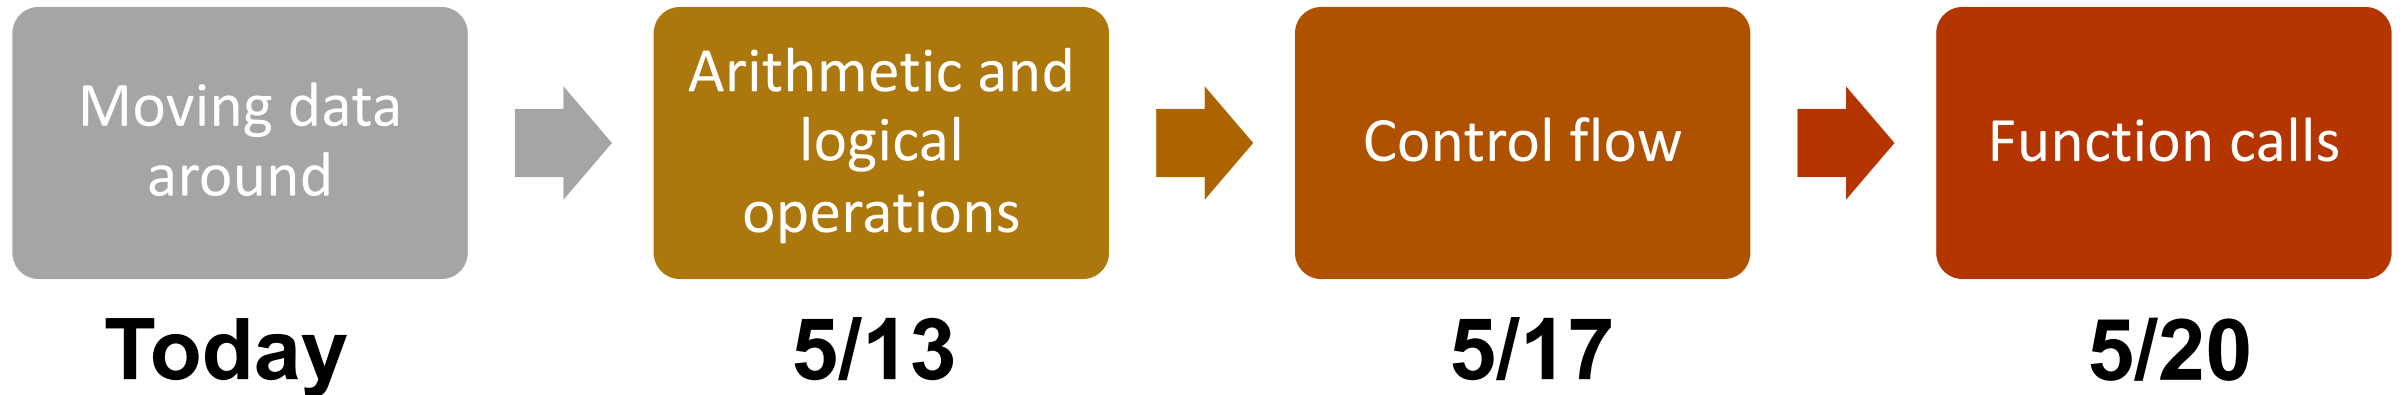 Moving data
around
Arithmetic and
logical
operations
Control flow
Function calls
Today
5/13
5/17
5/20